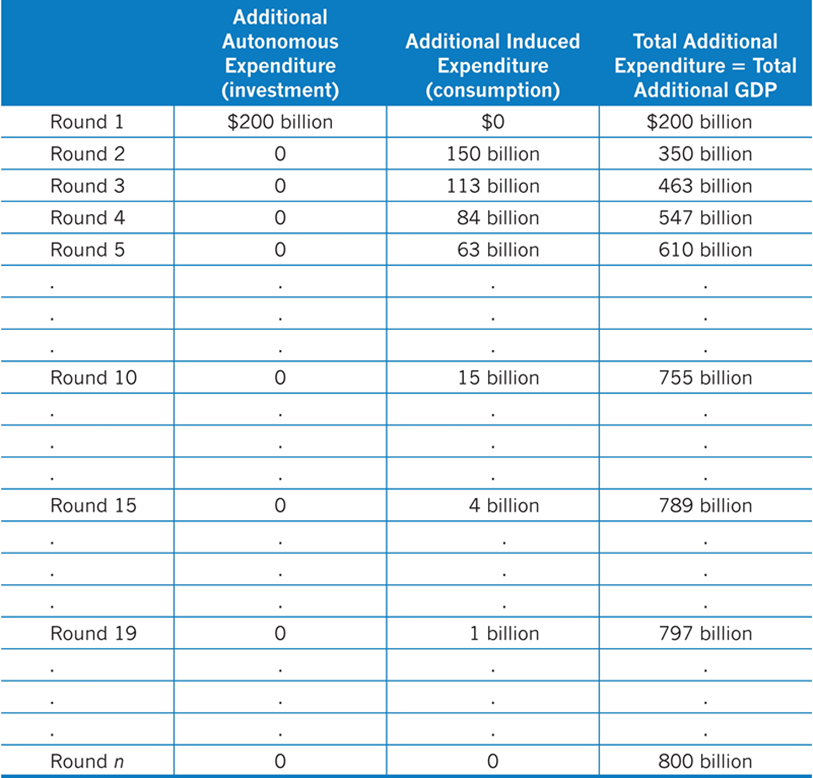 Additional
Autonomous
Expenditure
(investment)
Additional Induced
Expenditure
(consumption)
Total Additional
Expenditure = Total
Additional GDP
Round 1 $200 billion $0 $200 billion
Round 2 0 150 billion 350 billion
Round 3 0 113 billion 463 billion
Round 4 0 84 billion 547 billion
Round 5 0 63 billion 610 billion
. . . .
. . . .
. . . .
Round 10 0 15 billion 755 billion
. . . .
. . . .
. . . .
Round 15 0 4 billion 789 billion
. . . .
. . . .
. . . .
Round 19 0 1 billion 797 billion
. . . .
. . . .
. . . .
Round n 0 0 800 billion